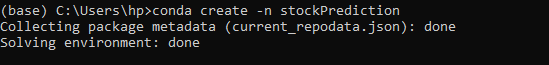 (base) C:\Users\hp>conda create -n stockPrediction
Collecting package metadata (current_repodata.json): done
Solving environment: done